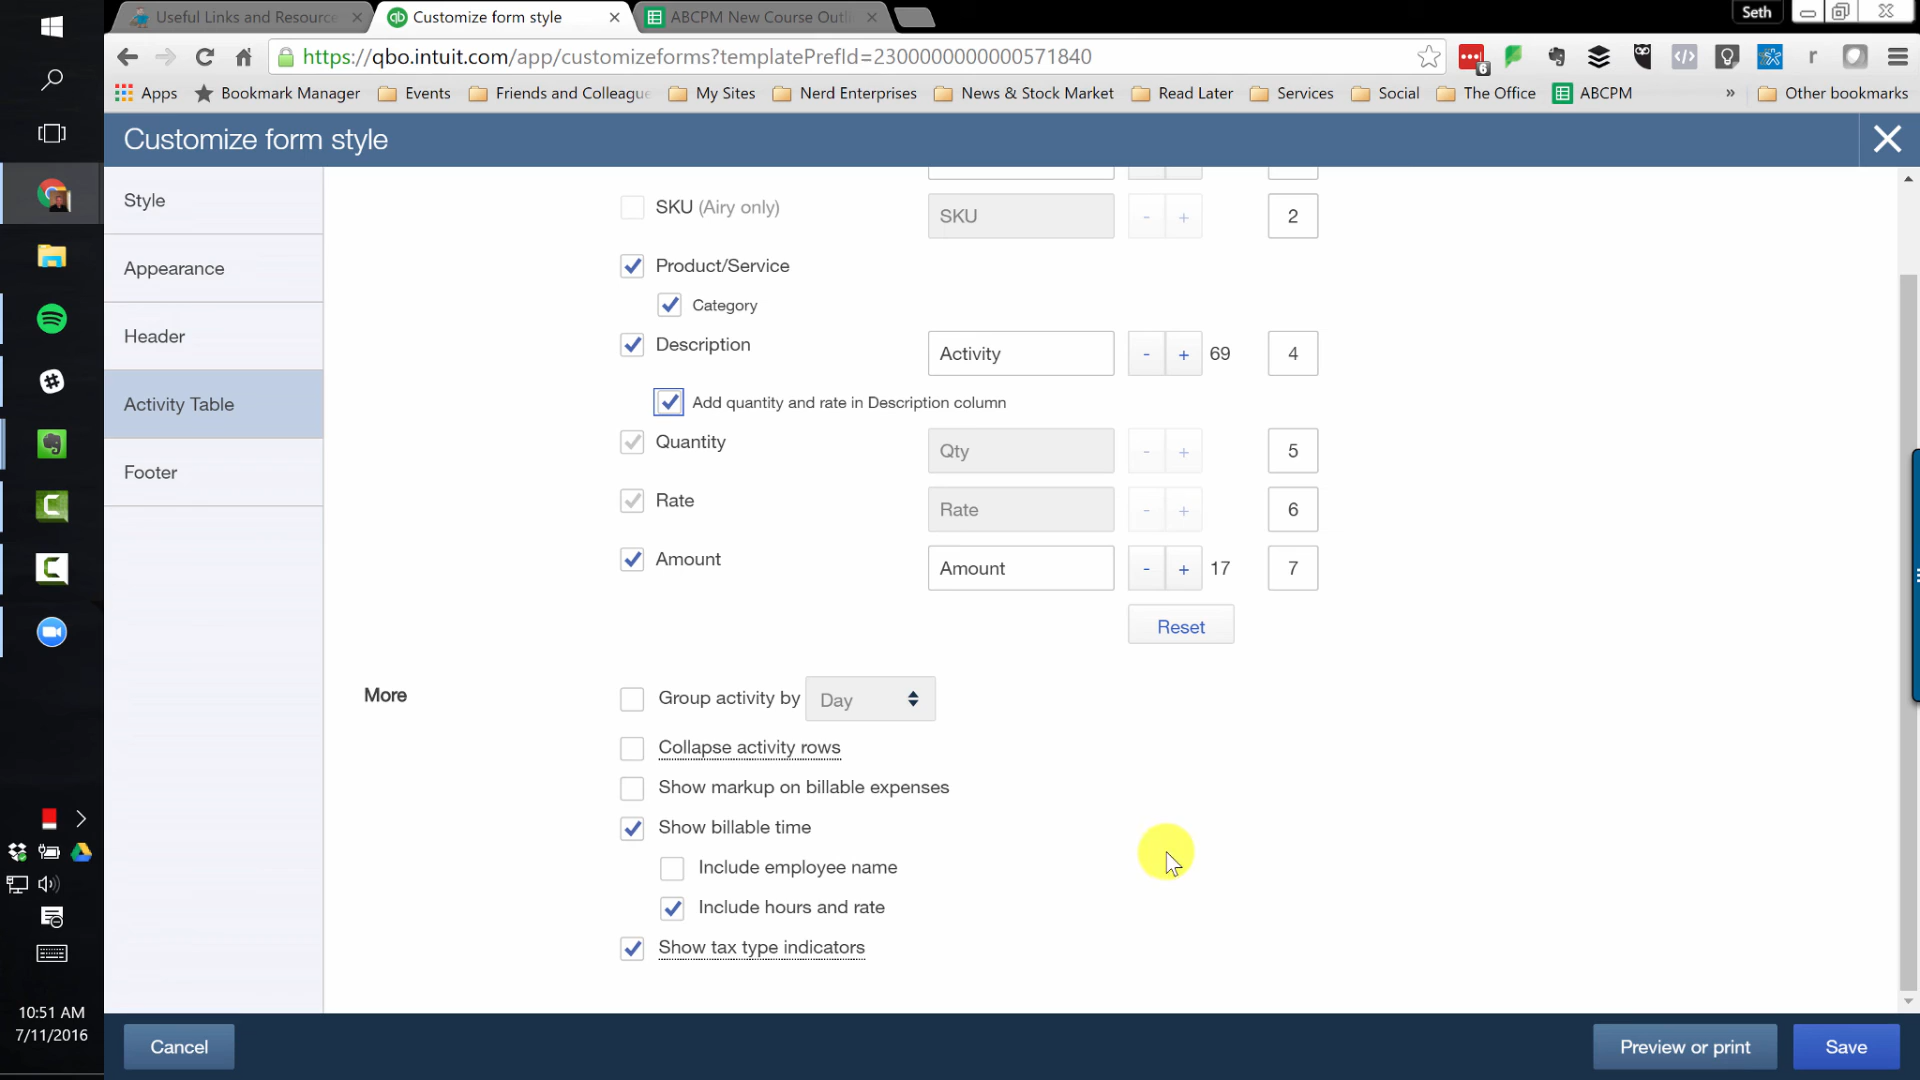 Useful Links and Resource
Customize form style
ABCPM New Course Outli
Seth
https://qbo.intuit.com/app/customizeforms?templatePrefId=2300000000000571840
6
r
Apps
Bookmark Manager
Events
Friends and Colleague
My Sites
Nerd Enterprises
News & Stock Market
Read Later
Services
Social
The Office
ABCPM
»
Other bookmarks
Customize form style
Style
Appearance
Header
Activity Table
Footer
SKU (Airy only) SKU - + 2
Product/Service
Category
Description Activity - + 69 4
Add quantity and rate in Description column
Quantity Qty - + 5
Rate Rate - + 6
Amount Amount - + 17 7
Reset
More
Group activity by Day
Collapse activity rows
Show markup on billable expenses
Show billable time
Include employee name
Include hours and rate
Show tax type indicators
10:51 AM
7/11/2016
Cancel
Preview or print
Save